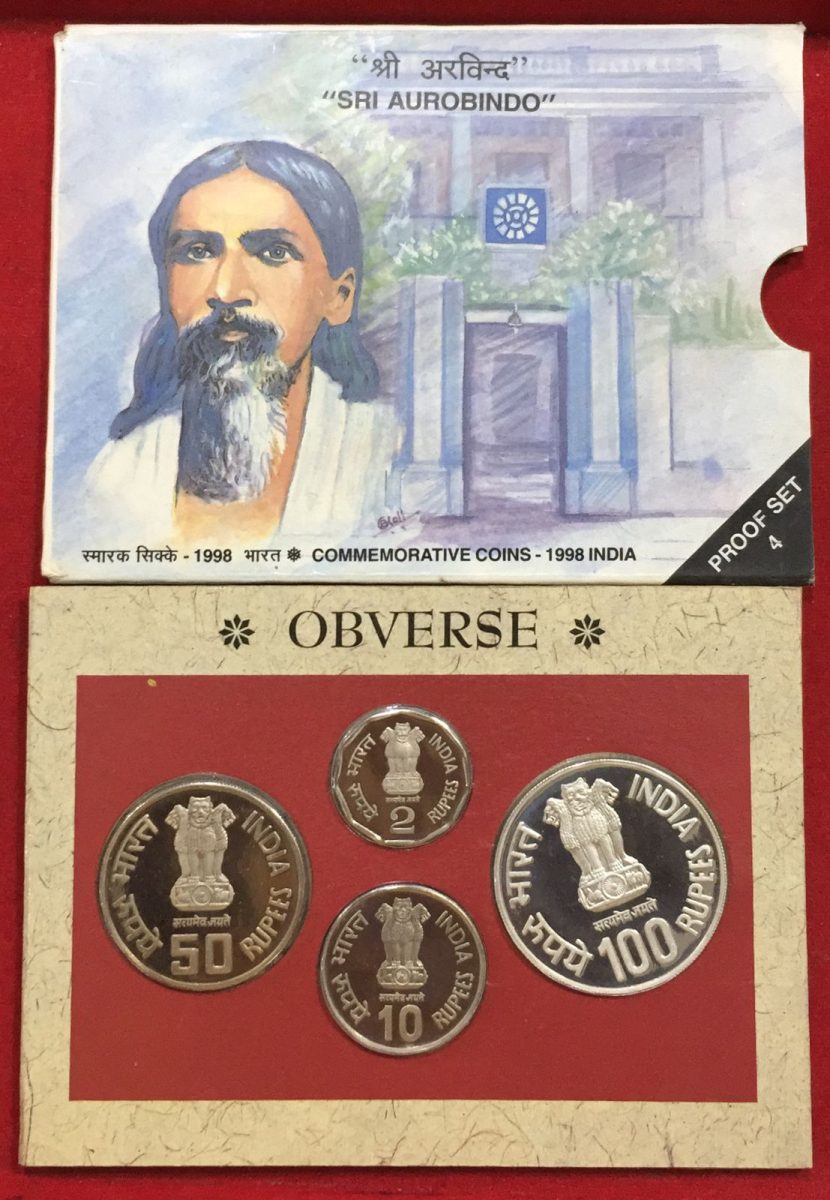 “श्री अरविन्द”
“SRI AUROBINDO”
स्मारक सिक्के - 1998 भारत ❃ COMMEMORATIVE COINS - 1998 INDIA
PROOF SET
4
OBVERSE
भारत INDIA
रुपये RUPEES
सत्यमेव जयते
2
भारत INDIA
रुपये RUPEES
सत्यमेव जयते
50
भारत INDIA
रुपये RUPEES
सत्यमेव जयते
10
भारत INDIA
रुपये RUPEES
सत्यमेव जयते
100